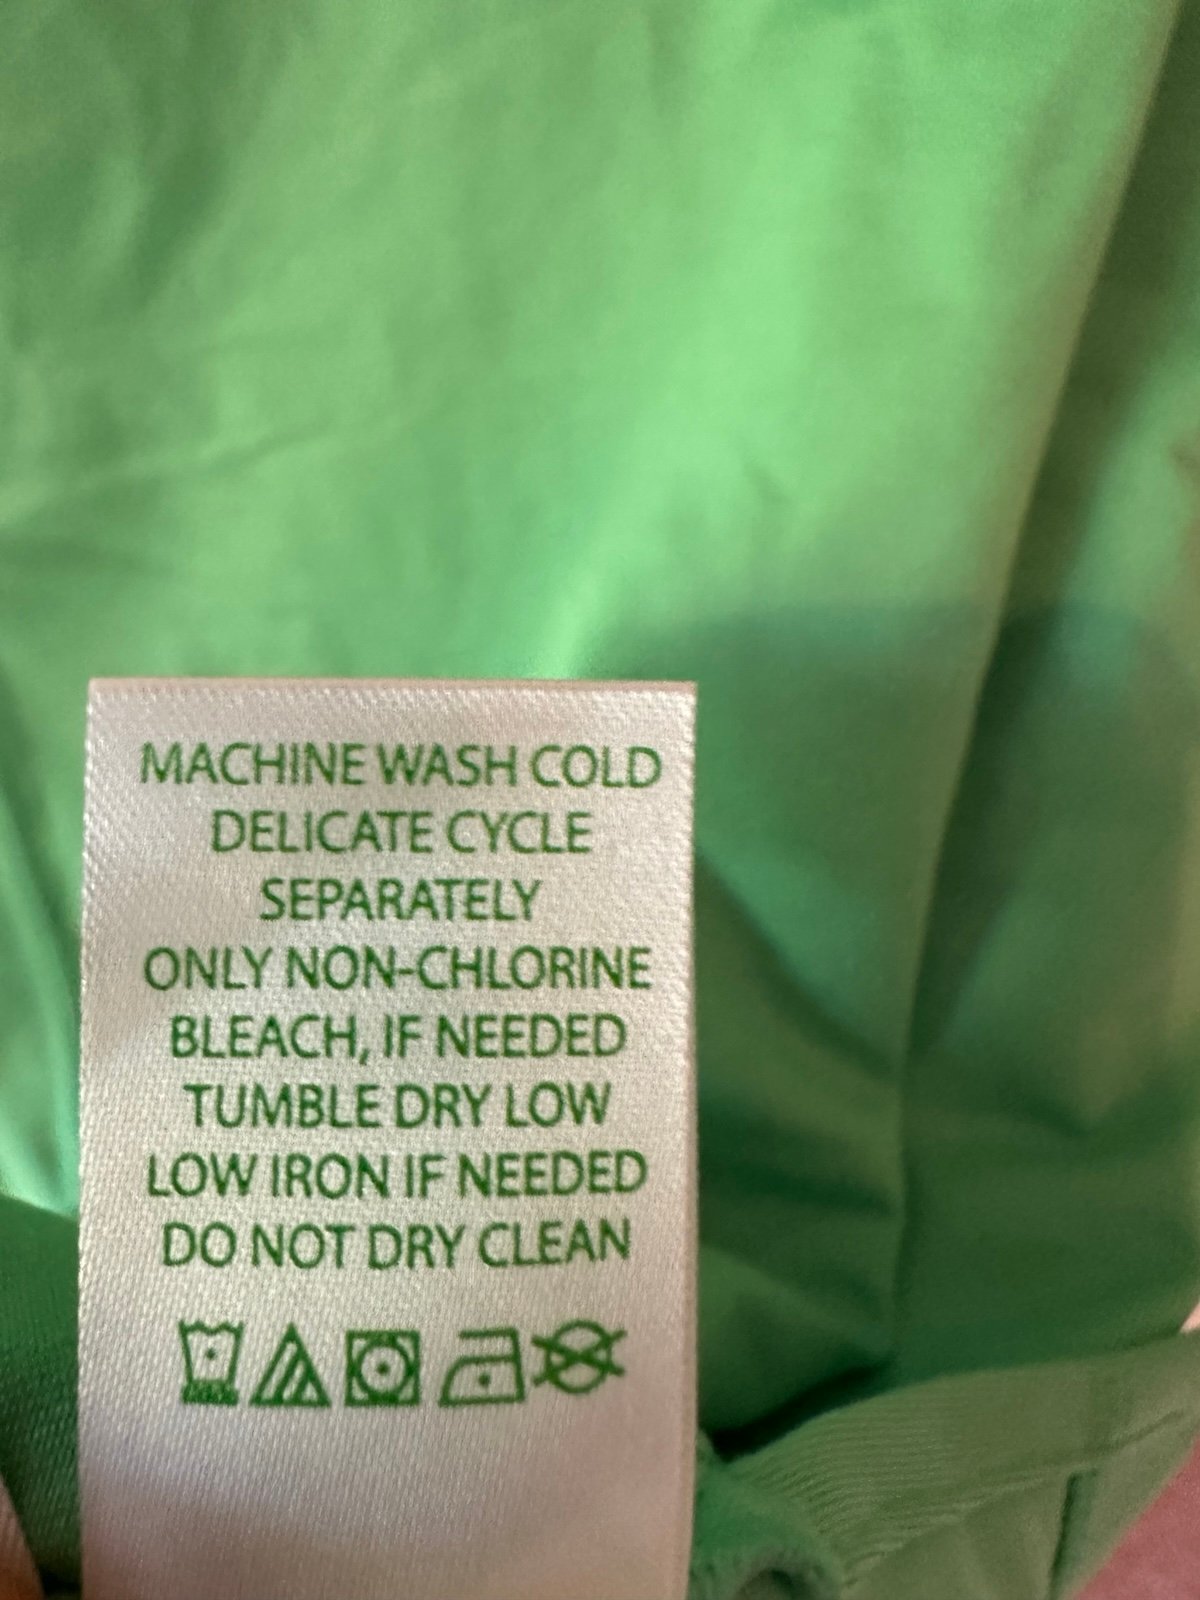 MACHINE WASH COLD
DELICATE CYCLE
SEPARATELY
ONLY NON-CHLORINE
BLEACH, IF NEEDED
TUMBLE DRY LOW
LOW IRON IF NEEDED
DO NOT DRY CLEAN